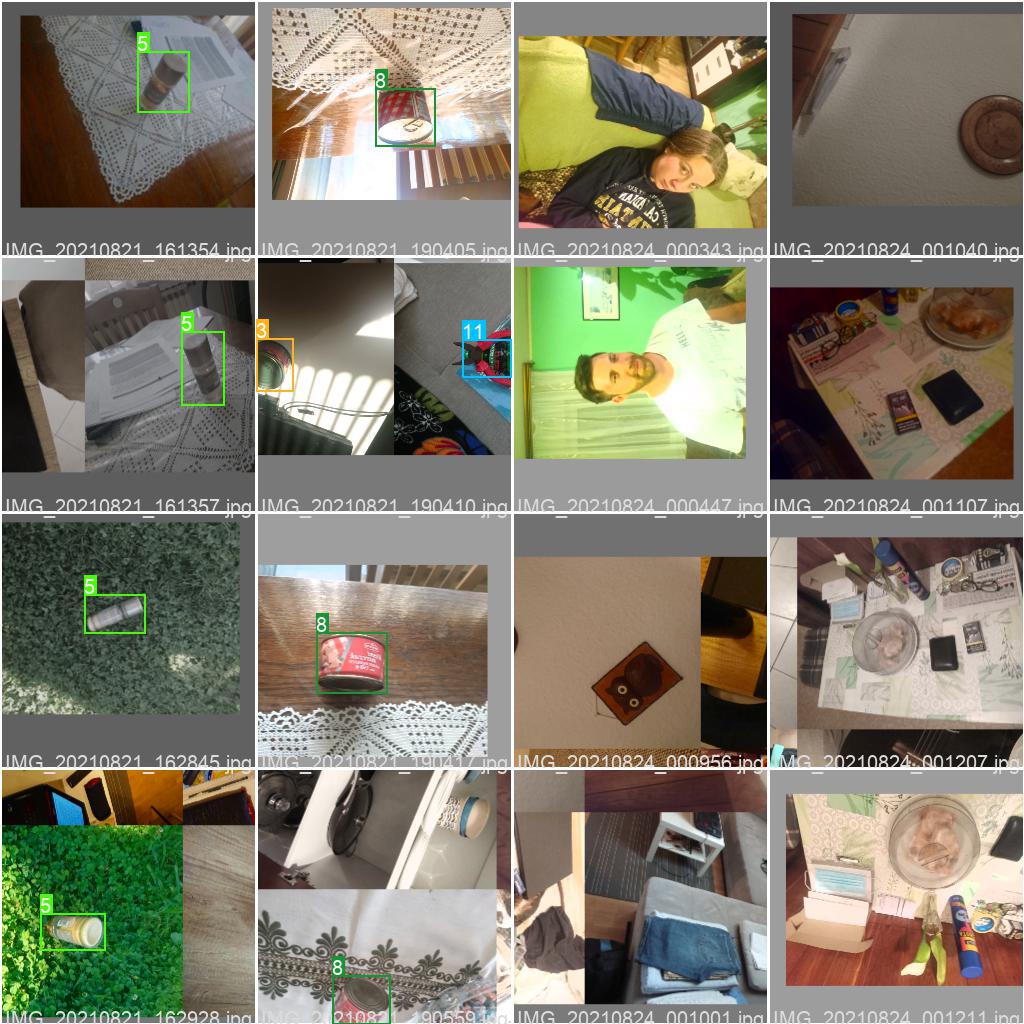 5
IMG_20210821_161354.jpg
8
IMG_20210821_190405.jpg
IMG_20210824_000343.jpg
IMG_20210824_001040.jpg
5
IMG_20210821_161357.jpg
3
11
IMG_20210821_190410.jpg
HELL
IMG_20210824_000447.jpg
IMG_20210824_001107.jpg
5
IMG_20210821_162845.jpg
8
IMG_20210821_190417.jpg
IMG_20210824_000956.jpg
IMG_20210824_001207.jpg
5
IMG_20210821_162928.jpg
8
IMG_20210821_190559.jpg
IMG_20210824_001001.jpg
IMG_20210824_001211.jpg